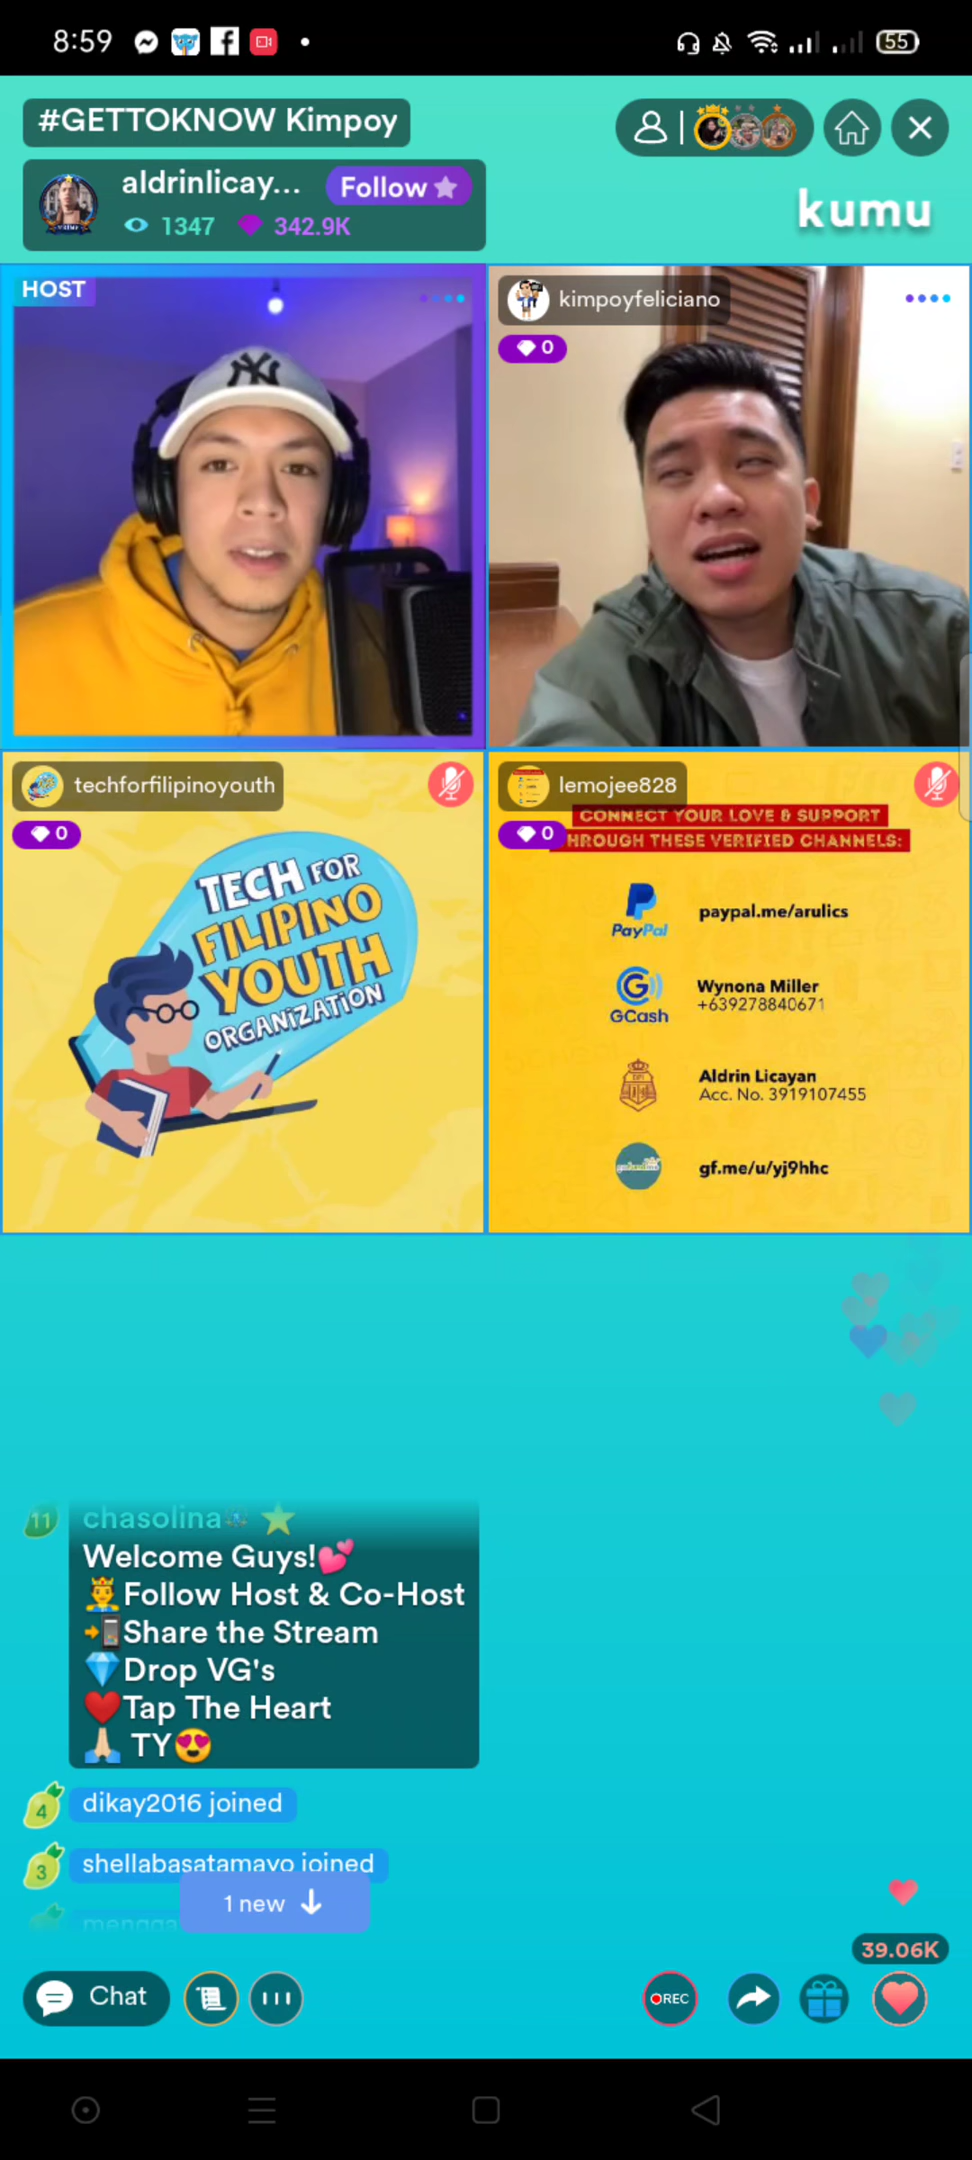 8:59
55
#GETTOKNOW Kimpoy
aldrinlicay...
Follow
1347
342.9K
kumu
HOST
NY
kimpoyfeliciano
0
techforfilipinoyouth
0
TECH FOR
FILIPINO
YOUTH
ORGANIZATION
lemojee828
0
CONNECT YOUR LOVE & SUPPORT
HROUGH THESE VERIFIED CHANNELS:
PayPal
paypal.me/arulics
GCash
Wynona Miller
+639278840671
Aldrin Licayan
Acc. No. 3919107455
gf.me/u/yj9hhc
11
chasolina
Welcome Guys!💕
🤴Follow Host & Co-Host
📲Share the Stream
💎Drop VG's
❤️Tap The Heart
🙏🏻 TY😍
4
dikay2016 joined
3
shellabasatamayo joined
mengga
1 new
39.06K
Chat
REC